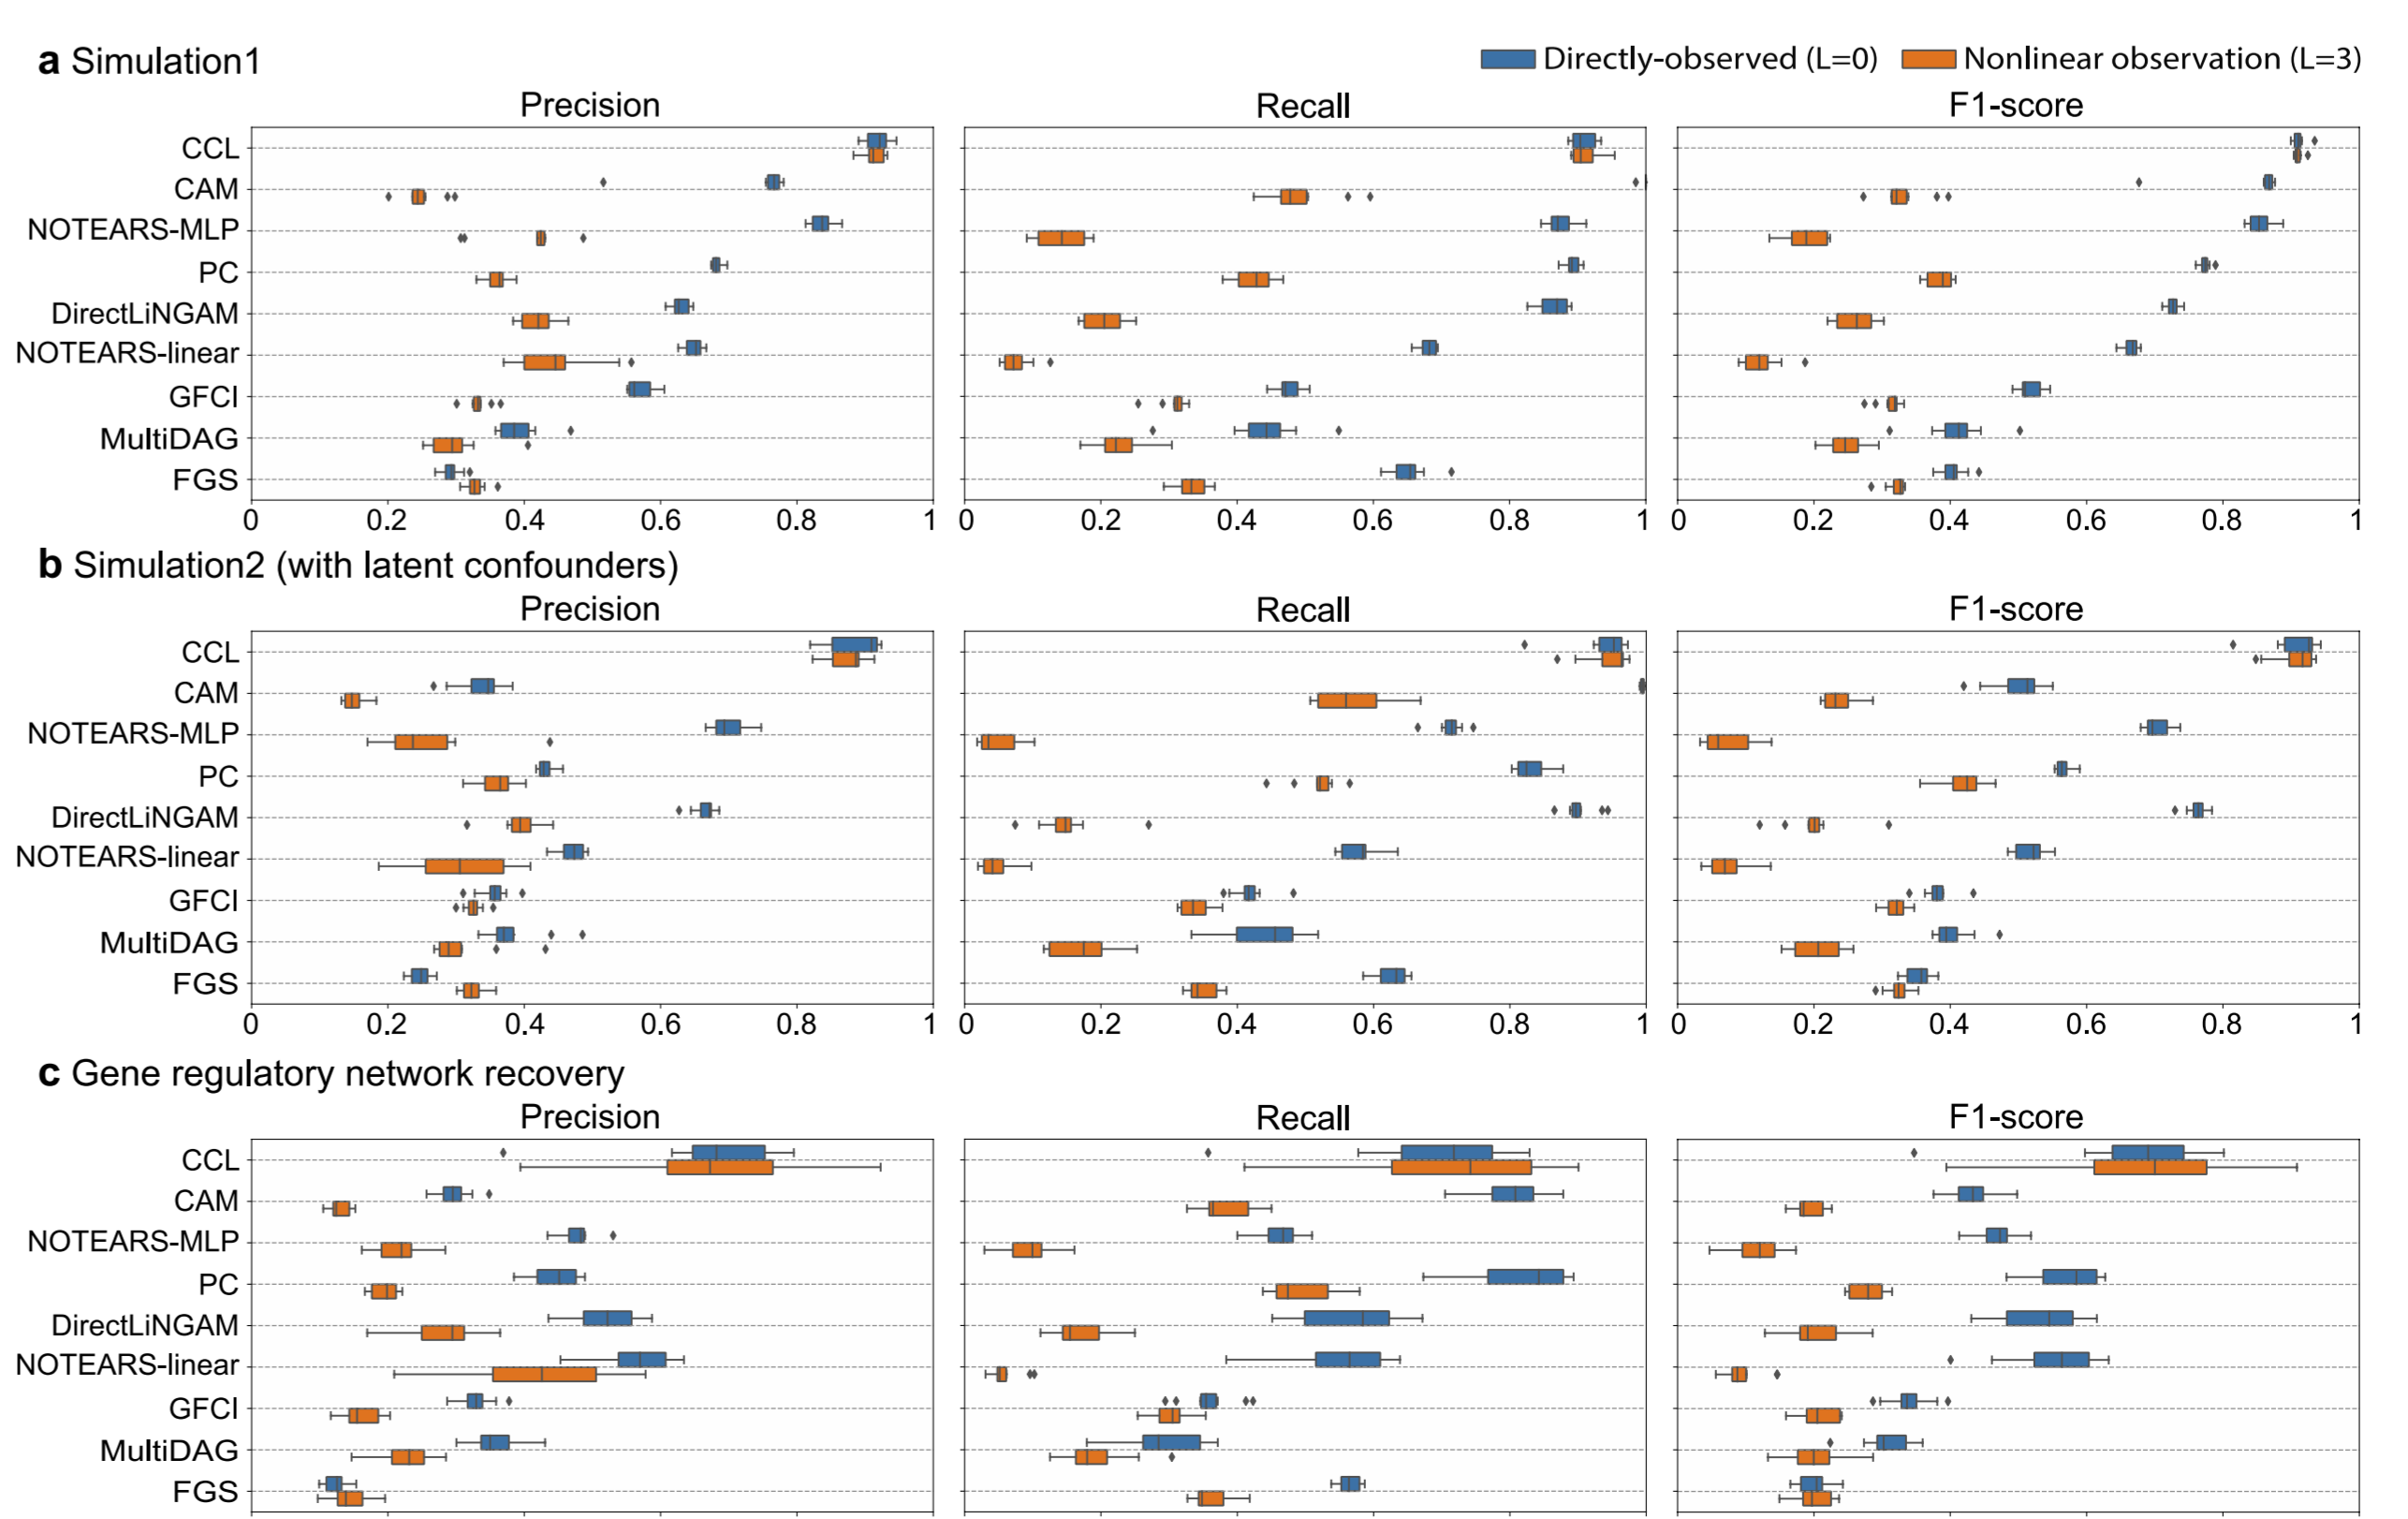 a Simulation1
Directly-observed (L=0) Nonlinear observation (L=3)
Precision Recall F1-score
CCL
CAM
NOTEARS-MLP
PC
DirectLiNGAM
NOTEARS-linear
GFCI
MultiDAG
FGS
0 0.2 0.4 0.6 0.8 1 0 0.2 0.4 0.6 0.8 1 0 0.2 0.4 0.6 0.8 1
b Simulation2 (with latent confounders)
Precision Recall F1-score
CCL
CAM
NOTEARS-MLP
PC
DirectLiNGAM
NOTEARS-linear
GFCI
MultiDAG
FGS
0 0.2 0.4 0.6 0.8 1 0 0.2 0.4 0.6 0.8 1 0 0.2 0.4 0.6 0.8 1
c Gene regulatory network recovery
Precision Recall F1-score
CCL
CAM
NOTEARS-MLP
PC
DirectLiNGAM
NOTEARS-linear
GFCI
MultiDAG
FGS